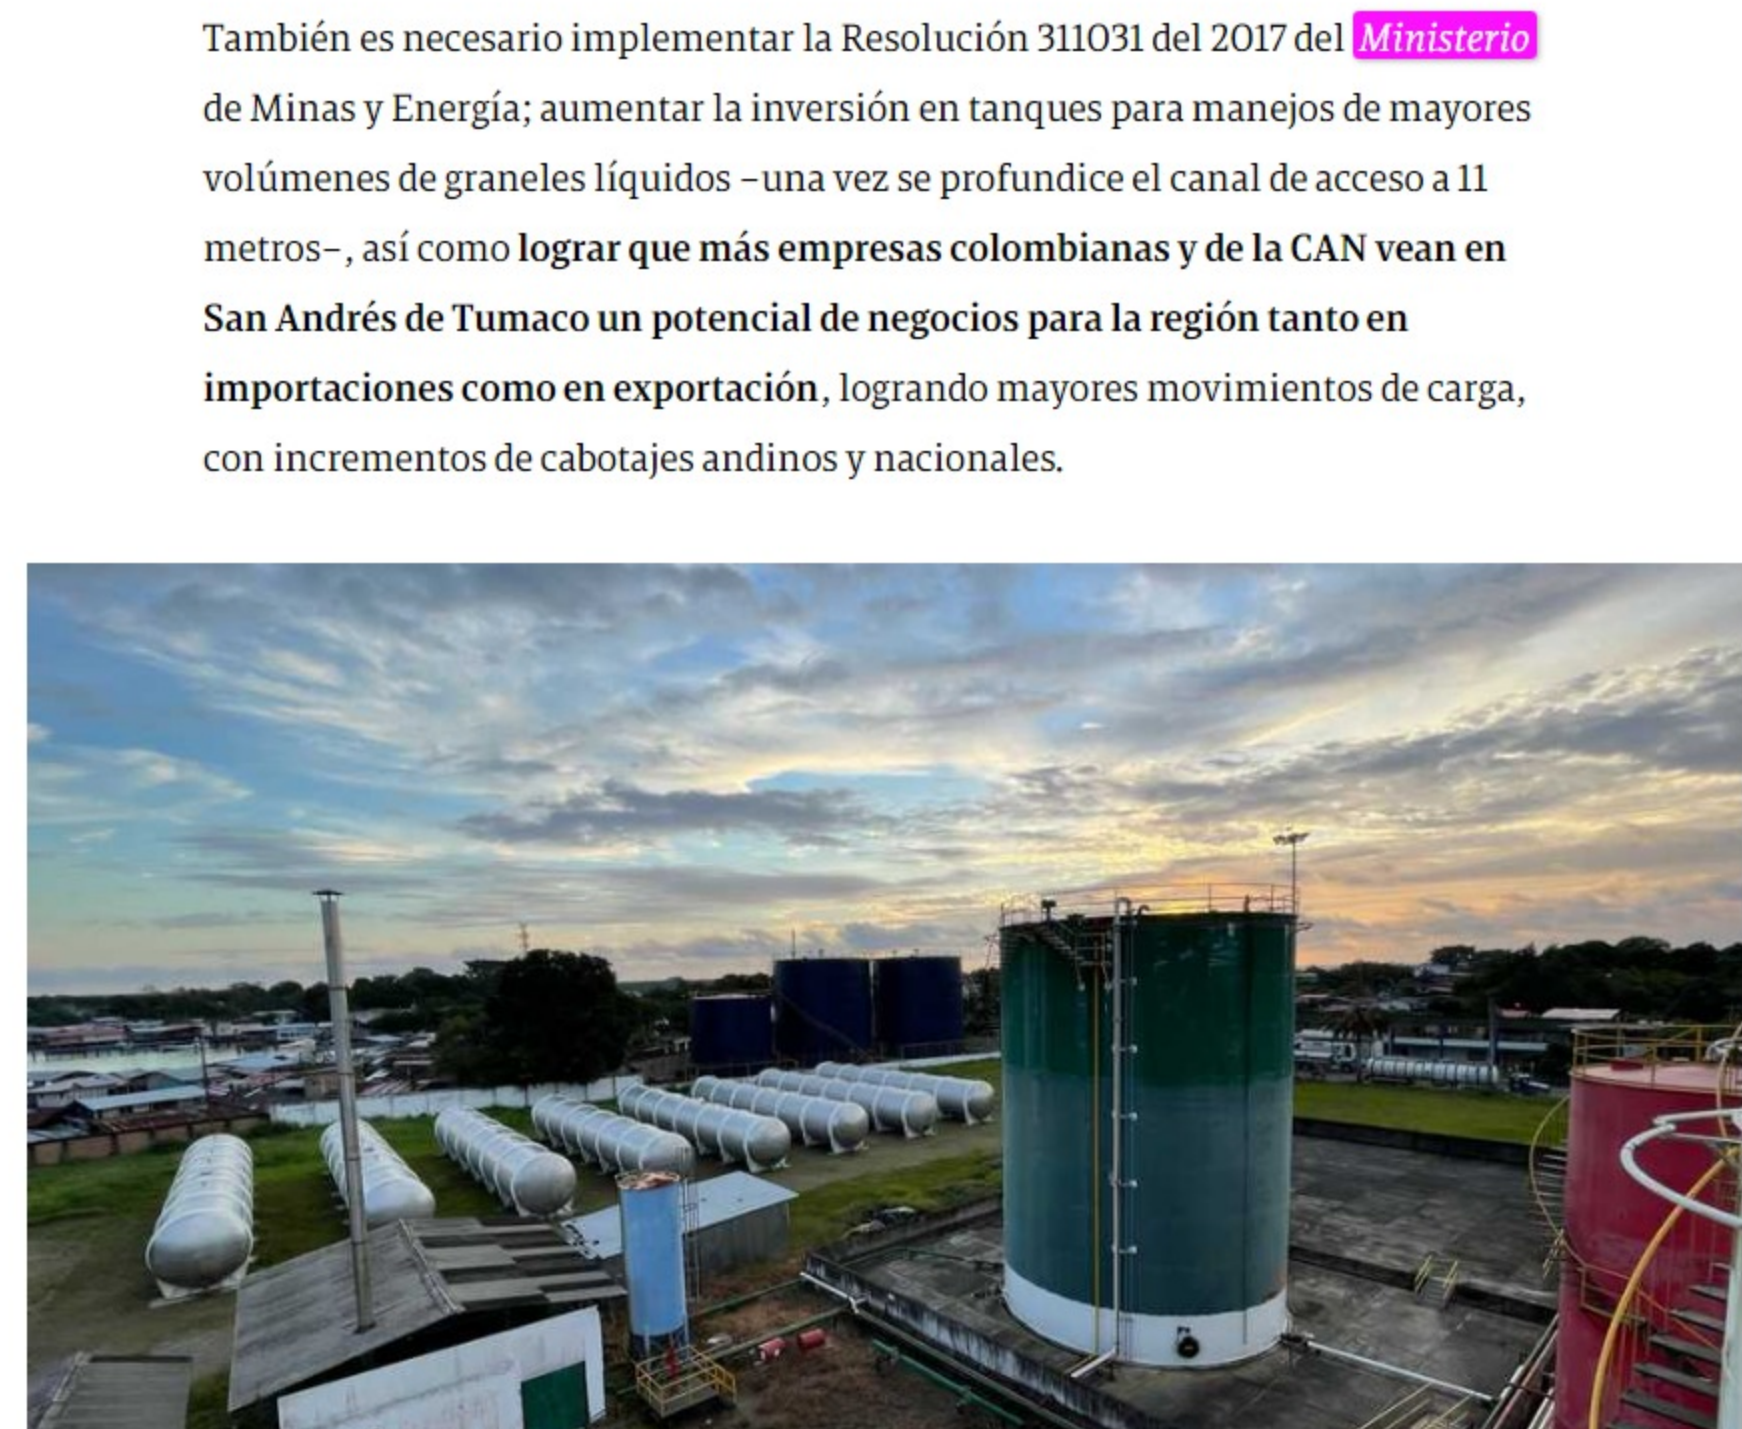 También es necesario implementar la Resolución 311031 del 2017 del Ministerio
de Minas y Energía; aumentar la inversión en tanques para manejos de mayores
volúmenes de graneles líquidos –una vez se profundice el canal de acceso a 11
metros–, así como lograr que más empresas colombianas y de la CAN vean en
San Andrés de Tumaco un potencial de negocios para la región tanto en
importaciones como en exportación, logrando mayores movimientos de carga,
con incrementos de cabotajes andinos y nacionales.